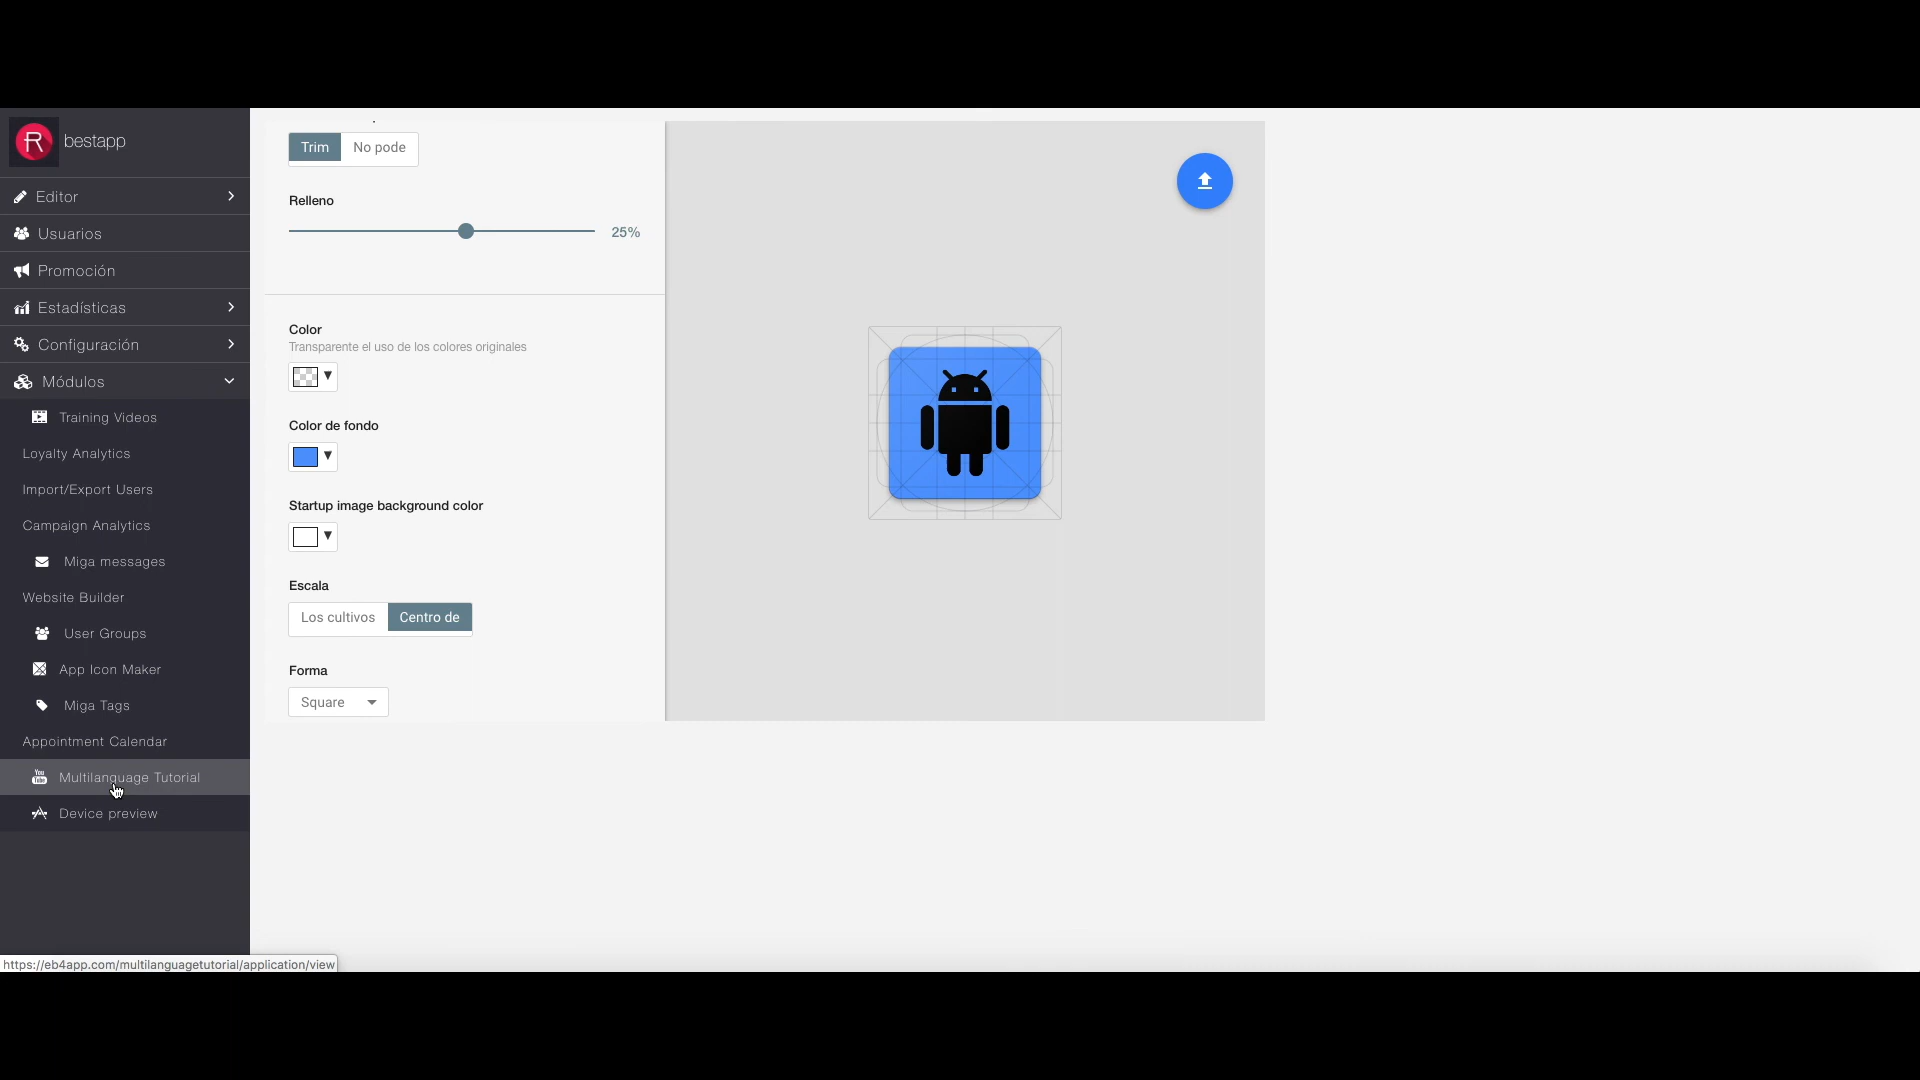 R bestapp
Editor
Usuarios
Promoción
Estadísticas
Configuración
Módulos
Training Videos
Loyalty Analytics
Import/Export Users
Campaign Analytics
Miga messages
Website Builder
User Groups
App Icon Maker
Miga Tags
Appointment Calendar
You Tube Multilanguage Tutorial
Device preview
https://eb4app.com/multilanguagetutorial/application/view
Trim No pode
Relleno
25%
Color
Transparente el uso de los colores originales
Color de fondo
Startup image background color
Escala
Los cultivos Centro de
Forma
Square